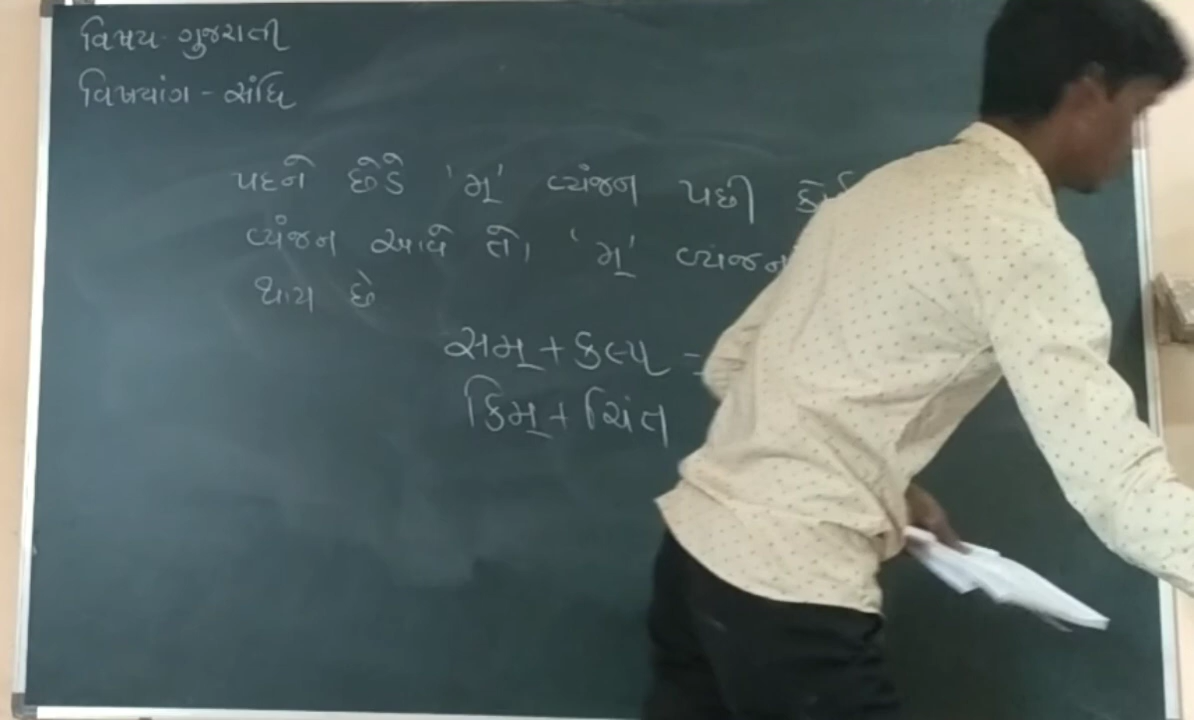 વિષય- ગુજરાતી
વિષયાંગ - સંધિ
પદને છેડે 'મ્' વ્યંજન પછી
વ્યંજન આવે તો 'મ્' વ્યંજન
થાય છે
સમ્ + કલ્પ =
કિમ્ + ચિંત